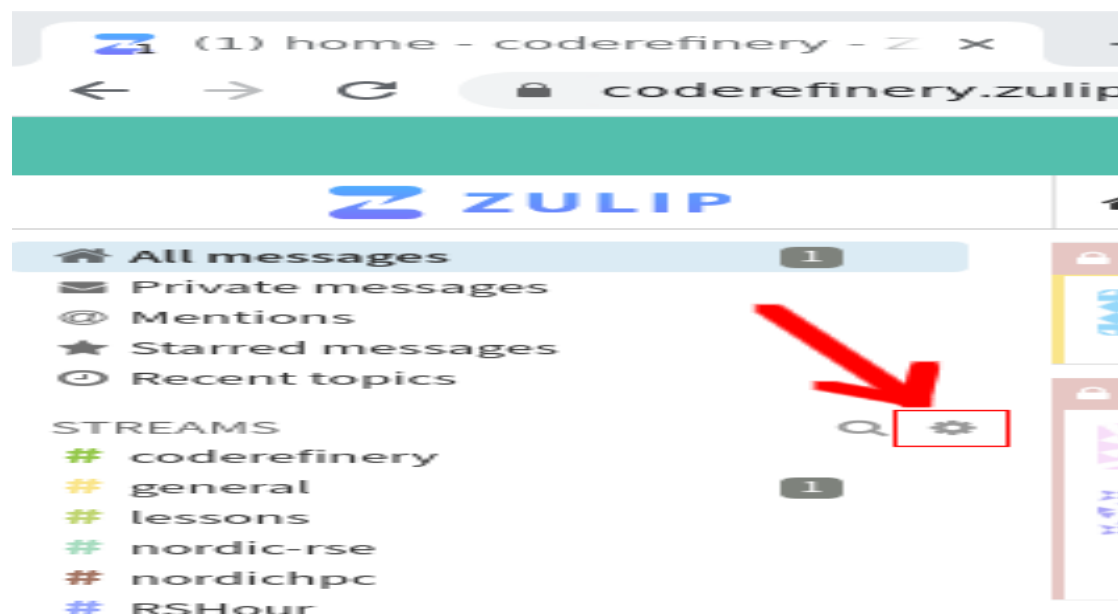 (1) home - coderefinery - Z
coderefinery.zulip
ZULIP
All messages 1
Private messages
Mentions
Starred messages
Recent topics
STREAMS
# coderefinery
# general 1
# lessons
# nordic-rse
# nordichpc
# RSHour